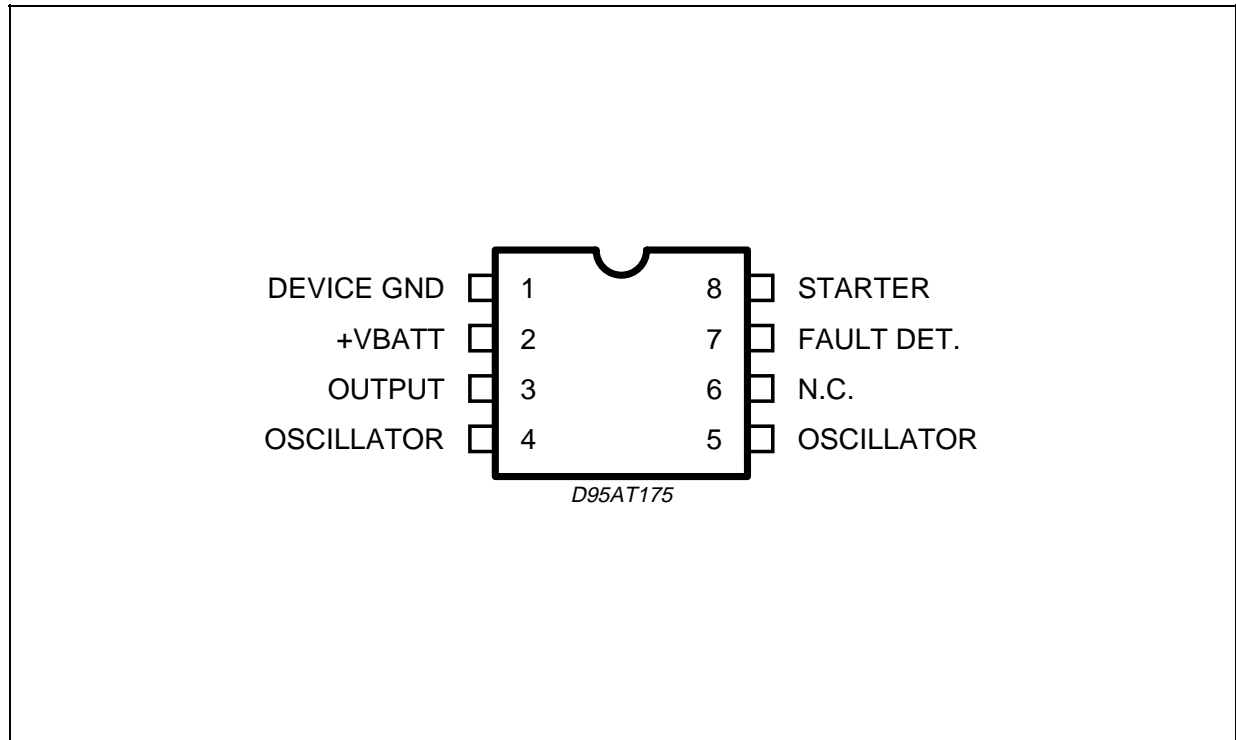 DEVICE GND 1 8 STARTER
+VBATT 2 7 FAULT DET.
OUTPUT 3 6 N.C.
OSCILLATOR 4 5 OSCILLATOR
D95AT175